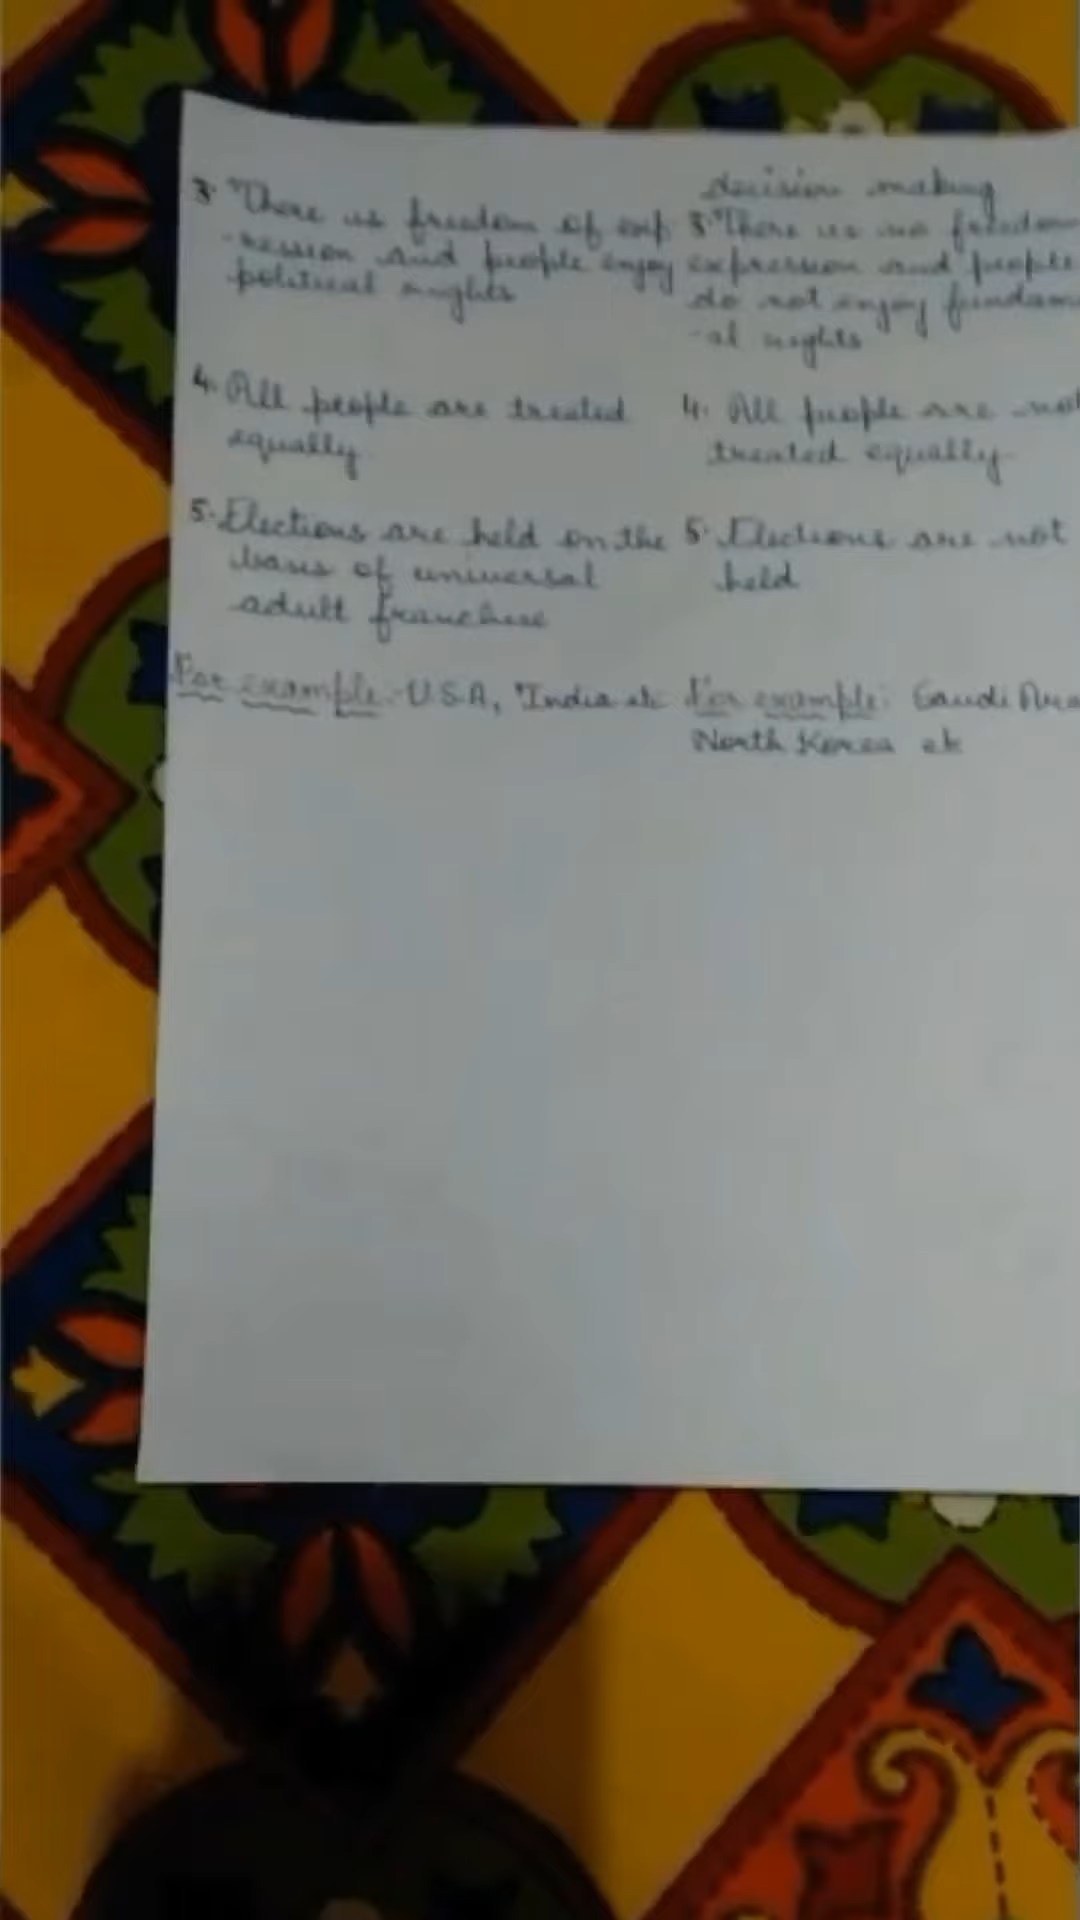 decision making
3. There is freedom of exp
-ression and people enjoy
political rights
3. There is no freedom
expression and people
do not enjoy fundam
-al rights
4. All people are treated
equally
4. All people are not
treated equally
5. Elections are held on the
basis of universal
adult franchise
5. Elections are not
held
For example:- U.S.A, India etc
For example: Saudi Ara
North Korea etc